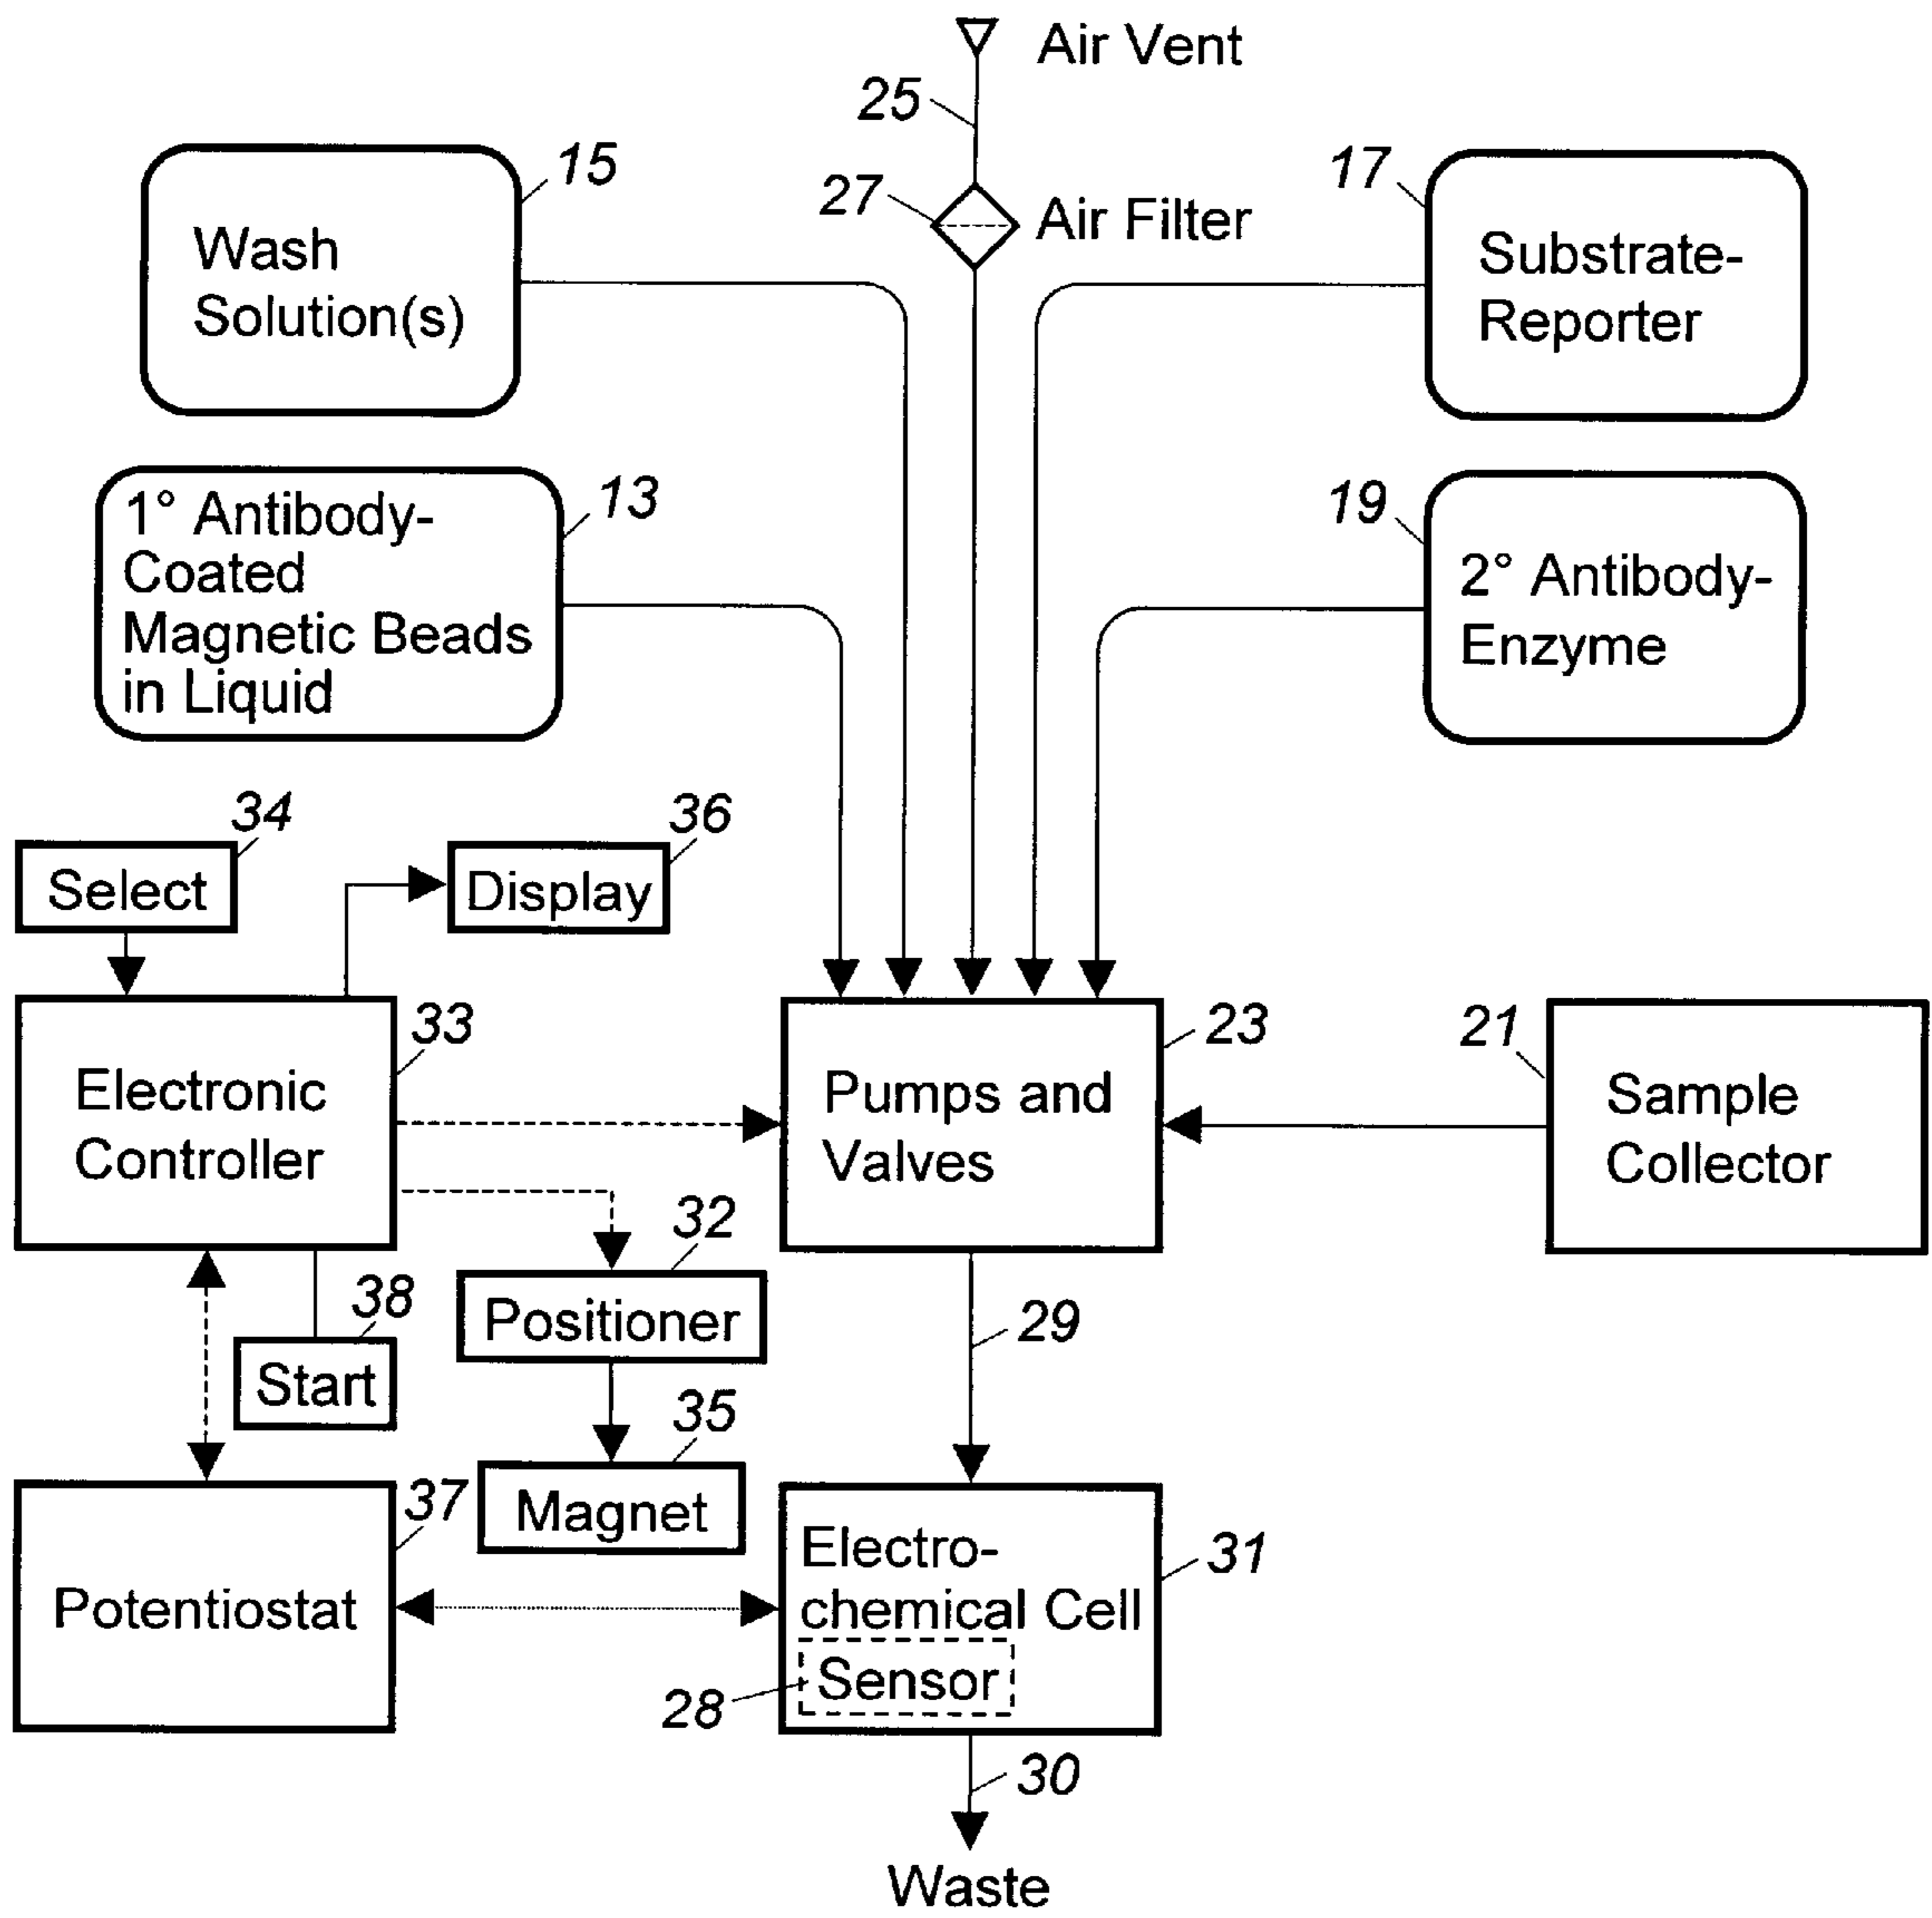 Air Vent
25
15
17
27
Air Filter
Wash
Solution(s)
Substrate-
Reporter
13
19
1° Antibody-
Coated
Magnetic Beads
in Liquid
2° Antibody-
Enzyme
34
36
Select
Display
33
23
21
Electronic
Controller
Pumps and
Valves
Sample
Collector
32
38
Positioner
29
Start
35
37
Magnet
Electro-
chemical Cell
31
Potentiostat
Sensor
28
30
Waste